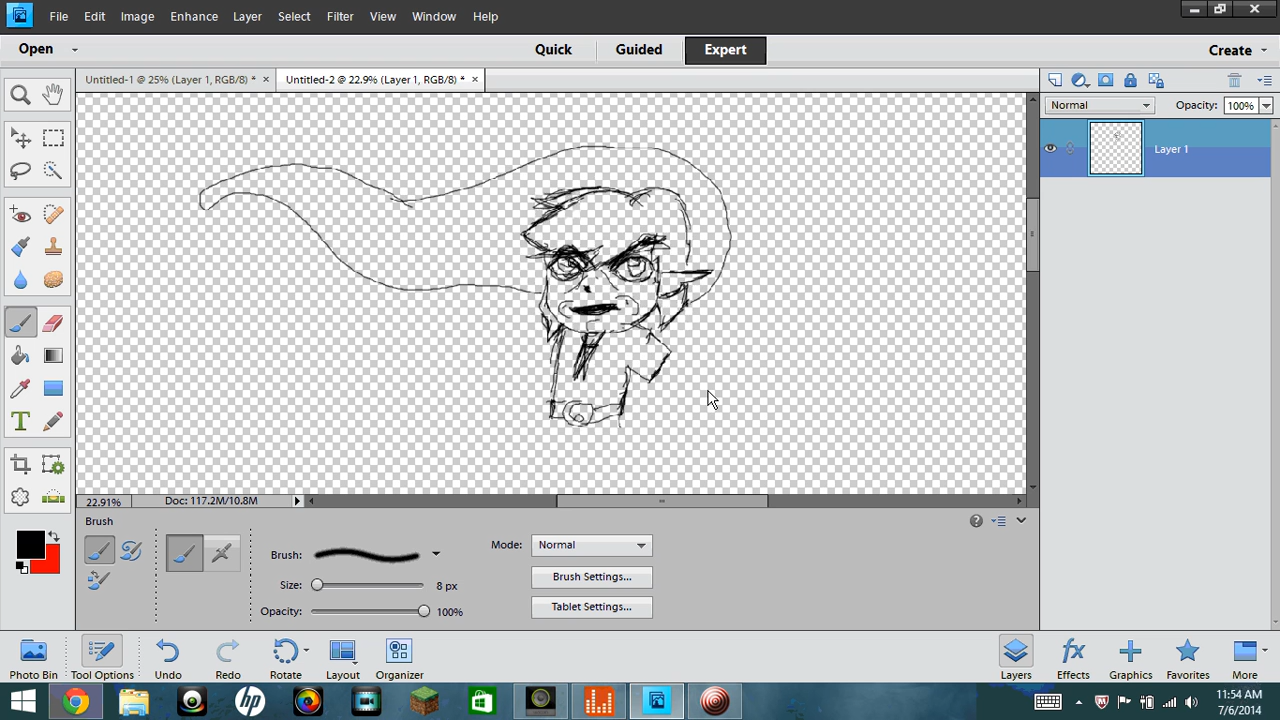 File Edit Image Enhance Layer Select Filter View Window Help
Open Quick Guided Expert Create
Untitled-1 @ 25% (Layer 1, RGB/8) * × Untitled-2 @ 22.9% (Layer 1, RGB/8) * ×
Normal Opacity: 100%
Layer 1
22.91% Doc: 117.2M/10.8M
Brush
Brush: Mode: Normal
Size: 8 px Brush Settings...
Opacity: 100% Tablet Settings...
Photo Bin Tool Options Undo Redo Rotate Layout Organizer Layers Effects Graphics Favorites More
11:54 AM
7/6/2014